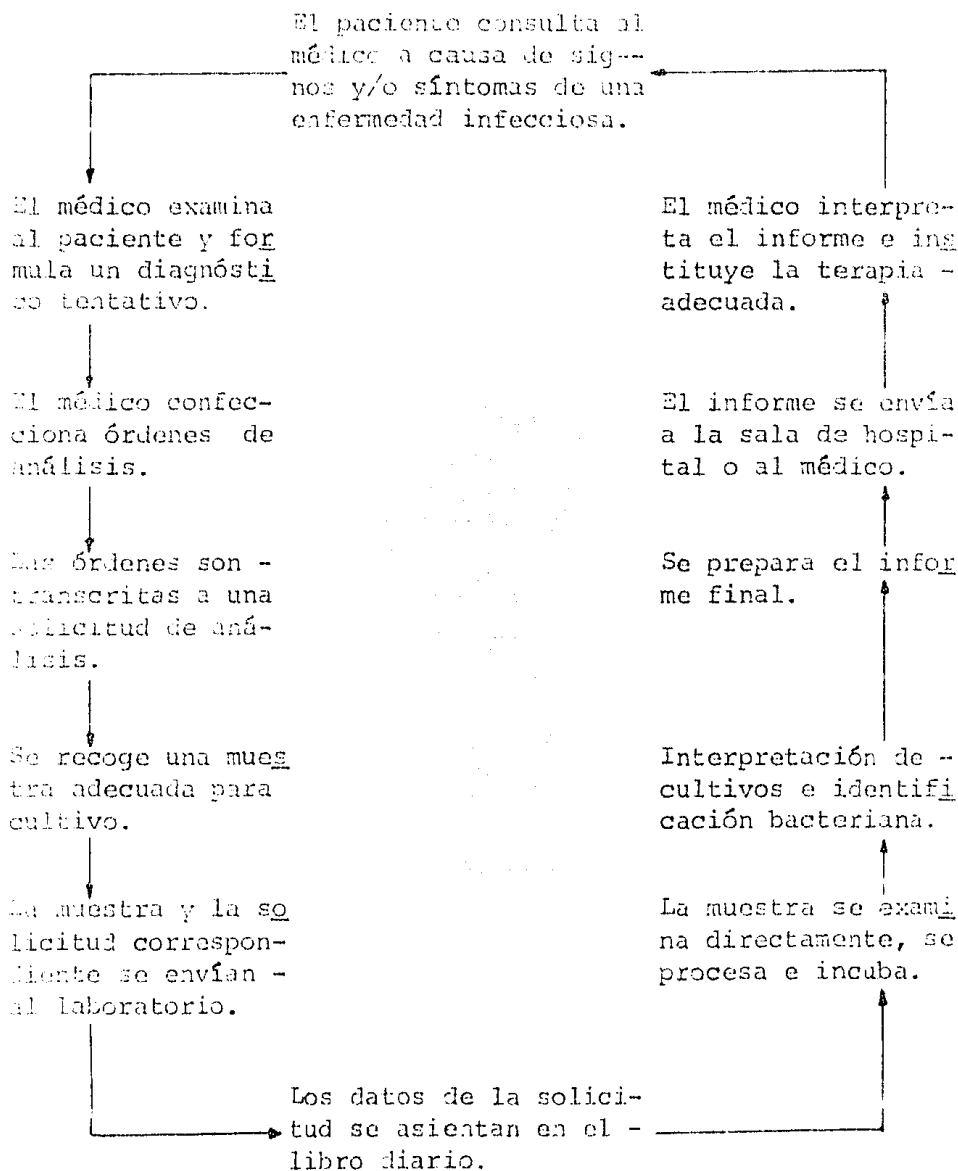 El paciente consulta al
médico a causa de sig--
nos y/o síntomas de una
enfermedad infecciosa.
El médico examina
al paciente y for
mula un diagnósti
co tentativo.
El médico confec-
ciona órdenes de
análisis.
Las órdenes son -
transcritas a una
solicitud de aná-
lisis.
Se recoge una mues
tra adecuada para
cultivo.
La muestra y la so
licitud correspon-
diente se envían -
al laboratorio.
Los datos de la solici-
tud se asientan en el -
libro diario.
La muestra se exami
na directamente, se
procesa e incuba.
Interpretación de -
cultivos e identifi
cación bacteriana.
Se prepara el infor
me final.
El informe se envía
a la sala de hospi-
tal o al médico.
El médico interpre-
ta el informe e ins
tituye la terapia -
adecuada.